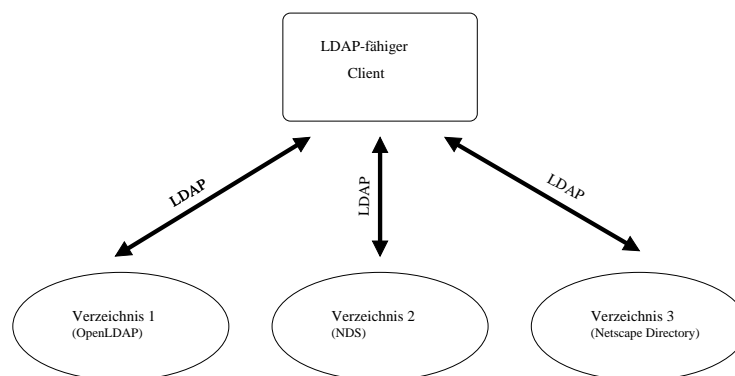 LDAP-fähiger
Client
LDAP
LDAP
LDAP
Verzeichnis 1
(OpenLDAP)
Verzeichnis 2
(NDS)
Verzeichnis 3
(Netscape Directory)